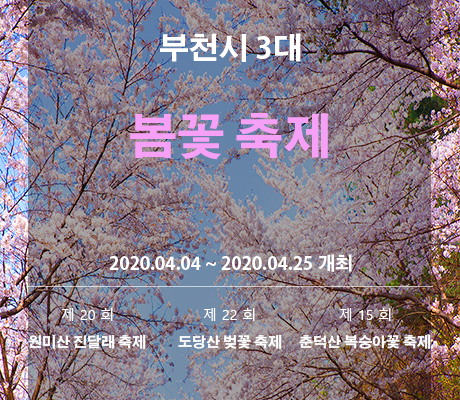 부천시 3대
봄꽃 축제
2020.04.04 ~ 2020.04.25 개최
제 20 회 제 22 회 제 15 회
원미산 진달래 축제 도당산 벚꽃 축제 춘덕산 복숭아꽃 축제